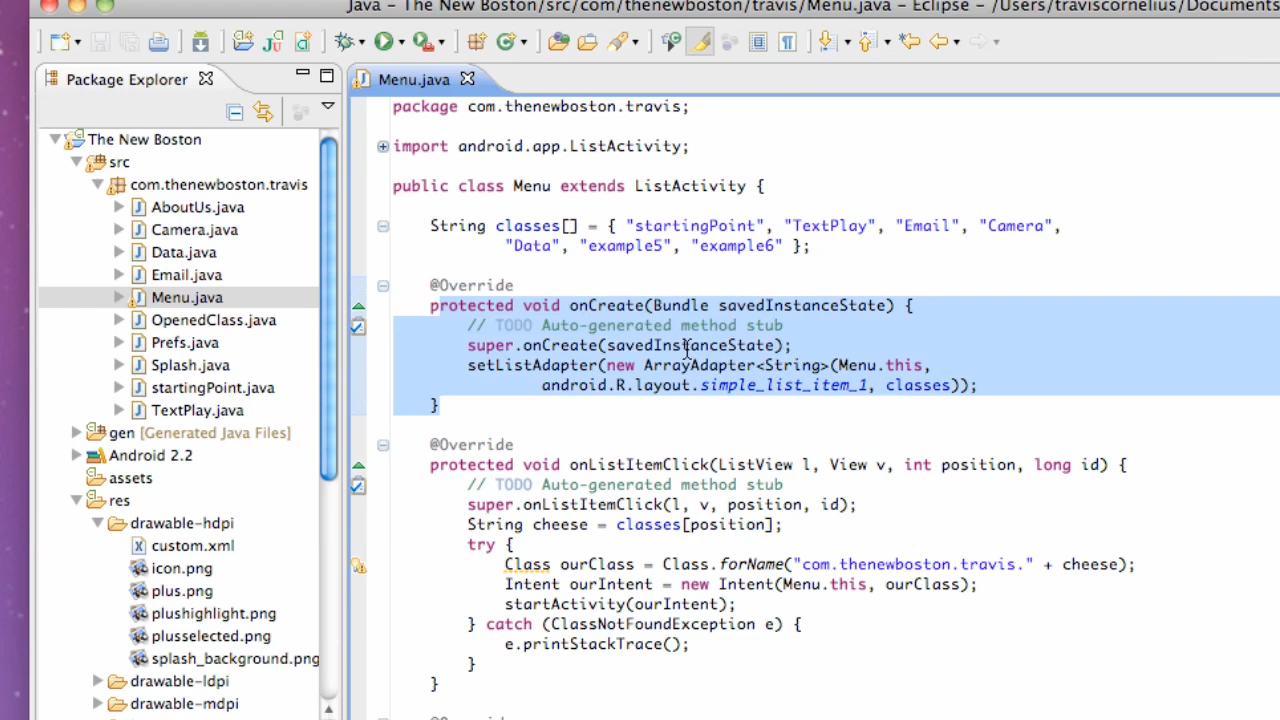 Java – The New Boston/src/com/thenewboston/travis/Menu.java – Eclipse – /Users/traviscornelius/Documents
Package Explorer
The New Boston
src
com.thenewboston.travis
AboutUs.java
Camera.java
Data.java
Email.java
Menu.java
OpenedClass.java
Prefs.java
Splash.java
startingPoint.java
TextPlay.java
gen [Generated Java Files]
Android 2.2
assets
res
drawable-hdpi
custom.xml
icon.png
plus.png
plushighlight.png
plusselected.png
splash_background.png
drawable-ldpi
drawable-mdpi
Menu.java
package com.thenewboston.travis;
import android.app.ListActivity;
public class Menu extends ListActivity {
String classes[] = { "startingPoint", "TextPlay", "Email", "Camera",
"Data", "example5", "example6" };
@Override
protected void onCreate(Bundle savedInstanceState) {
// TODO Auto-generated method stub
super.onCreate(savedInstanceState);
setListAdapter(new ArrayAdapter<String>(Menu.this,
android.R.layout.simple_list_item_1, classes));
}
@Override
protected void onListItemClick(ListView l, View v, int position, long id) {
// TODO Auto-generated method stub
super.onListItemClick(l, v, position, id);
String cheese = classes[position];
try {
Class ourClass = Class.forName("com.thenewboston.travis." + cheese);
Intent ourIntent = new Intent(Menu.this, ourClass);
startActivity(ourIntent);
} catch (ClassNotFoundException e) {
e.printStackTrace();
}
}